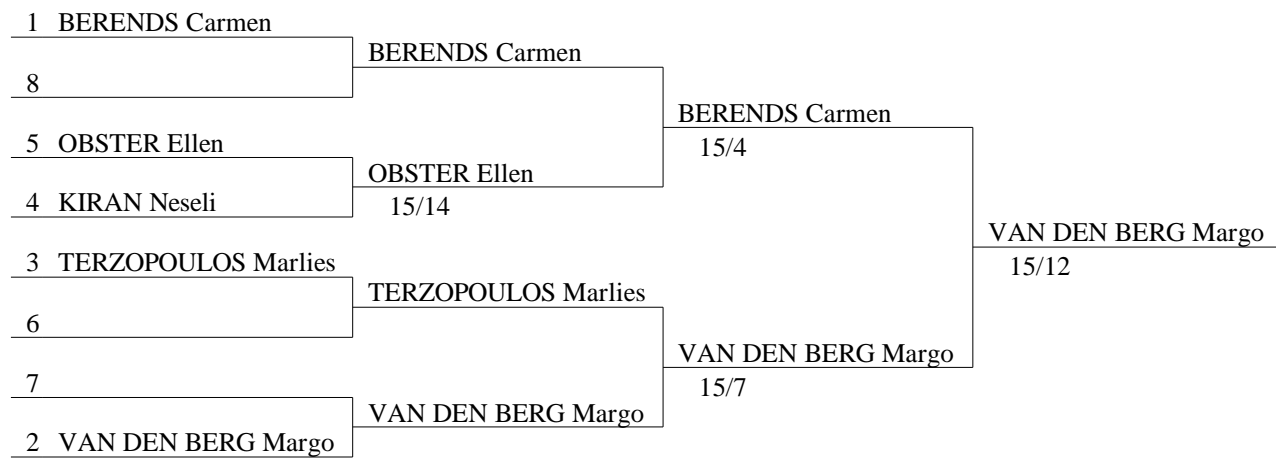 1 BERENDS Carmen
8
5 OBSTER Ellen
4 KIRAN Neseli
3 TERZOPOULOS Marlies
6
7
2 VAN DEN BERG Margo
BERENDS Carmen
OBSTER Ellen
15/14
TERZOPOULOS Marlies
VAN DEN BERG Margo
BERENDS Carmen
15/4
VAN DEN BERG Margo
15/7
VAN DEN BERG Margo
15/12